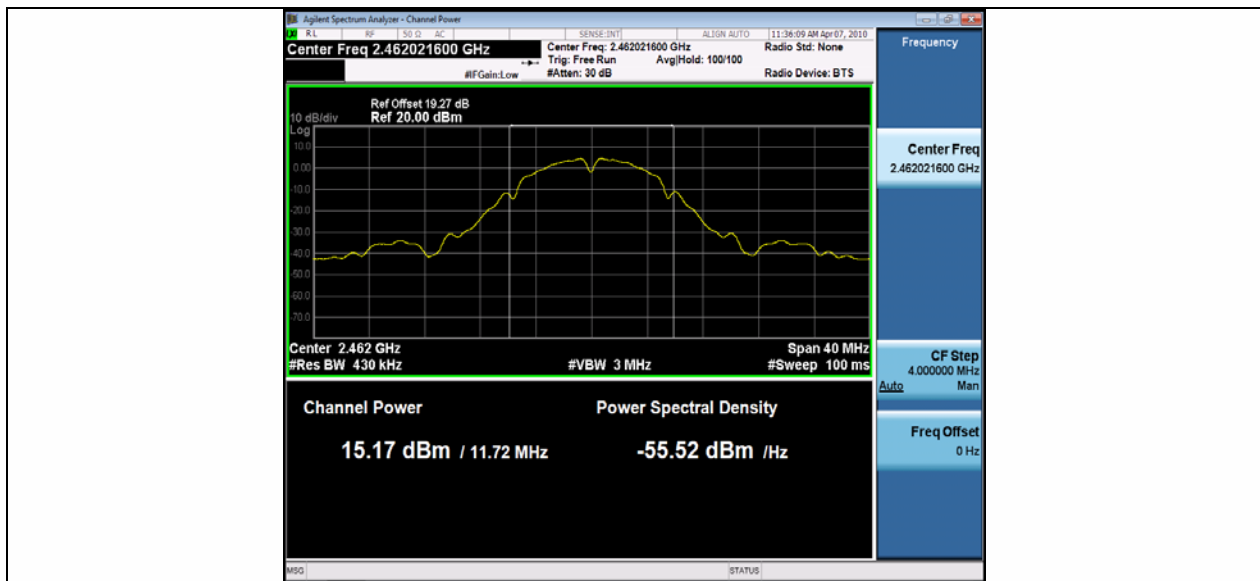 Agilent Spectrum Analyzer - Channel Power
RL RF 50 Ω AC SENSE:INT ALIGN AUTO 11:36:09 AM Apr 07, 2010
Center Freq 2.462021600 GHz
Center Freq: 2.462021600 GHz Radio Std: None
Trig: Free Run Avg|Hold: 100/100
#IFGain:Low #Atten: 30 dB Radio Device: BTS
Ref Offset 19.27 dB
10 dB/div Ref 20.00 dBm
Log
10.0
0.00
-10.0
-20.0
-30.0
-40.0
-50.0
-60.0
-70.0
Center 2.462 GHz Span 40 MHz
#Res BW 430 kHz #VBW 3 MHz #Sweep 100 ms
Channel Power Power Spectral Density
15.17 dBm / 11.72 MHz -55.52 dBm /Hz
Frequency
Center Freq
2.462021600 GHz
CF Step
4.000000 MHz
Auto Man
Freq Offset
0 Hz
MSG STATUS